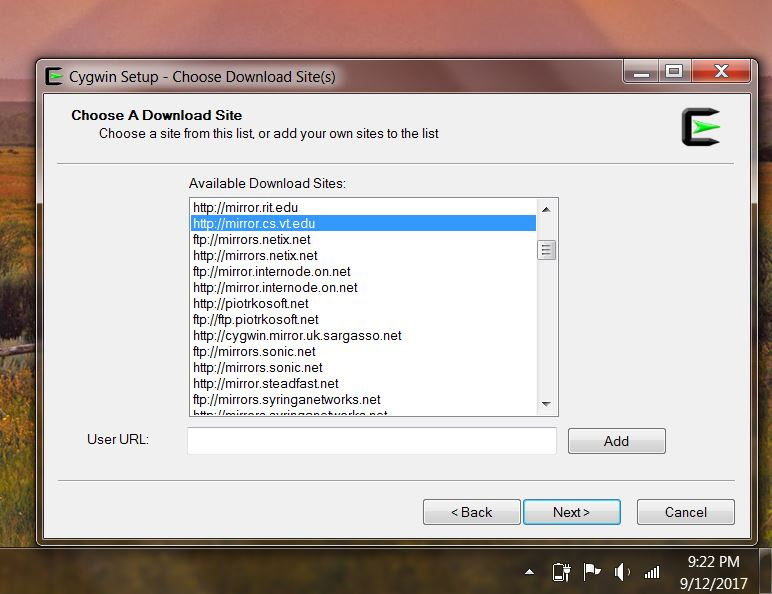 Cygwin Setup - Choose Download Site(s)
Choose A Download Site
Choose a site from this list, or add your own sites to the list
Available Download Sites:
http://mirror.rit.edu
http://mirror.cs.vt.edu
ftp://mirrors.netix.net
http://mirrors.netix.net
ftp://mirror.internode.on.net
http://mirror.internode.on.net
http://piotrkosoft.net
ftp://ftp.piotrkosoft.net
http://cygwin.mirror.uk.sargasso.net
ftp://mirrors.sonic.net
http://mirrors.sonic.net
http://mirror.steadfast.net
ftp://mirrors.syringanetworks.net
http://mirrors.syringanetworks.net
User URL:
Add
< Back
Next >
Cancel
9:22 PM
9/12/2017